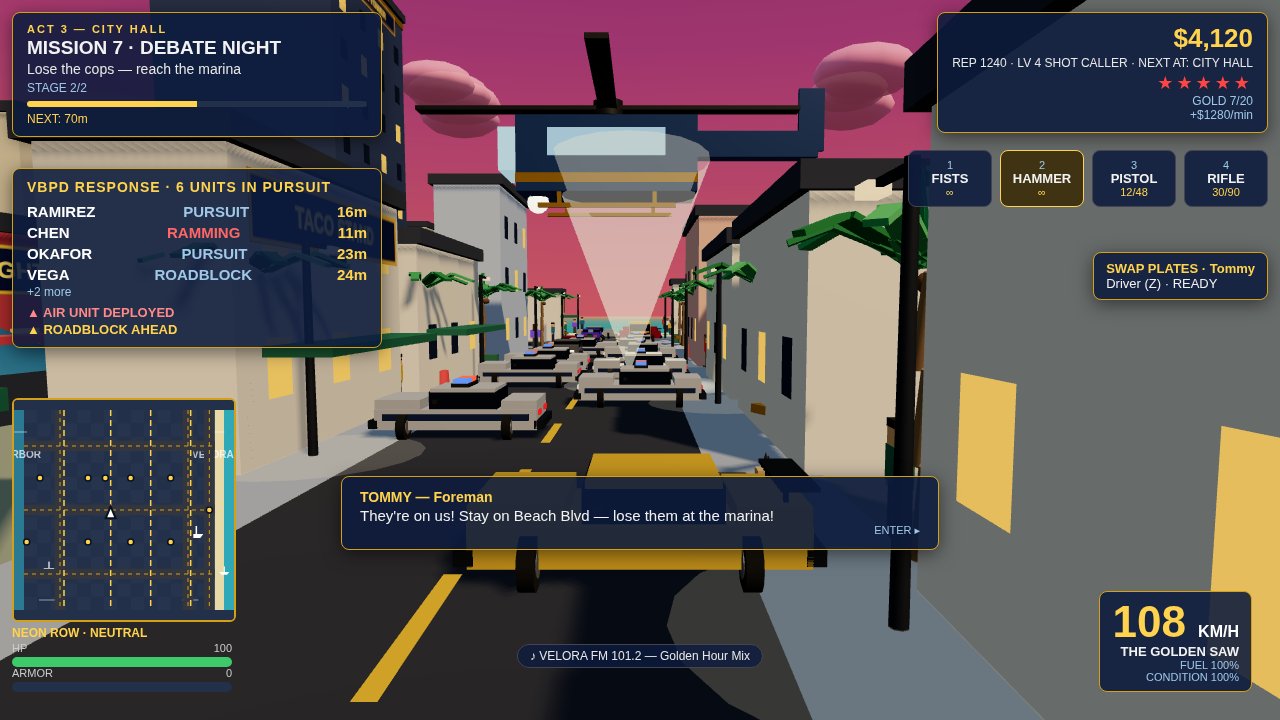 ACT 3 — CITY HALL
MISSION 7 · DEBATE NIGHT
Lose the cops — reach the marina
STAGE 2/2
NEXT: 70m
$4,120
REP 1240 · LV 4 SHOT CALLER · NEXT AT: CITY HALL
★ ★ ★ ★ ★
GOLD 7/20
+$1280/min
1
FISTS
∞
2
HAMMER
∞
3
PISTOL
12/48
4
RIFLE
30/90
VBPD RESPONSE · 6 UNITS IN PURSUIT
RAMIREZ PURSUIT 16m
CHEN RAMMING 11m
OKAFOR PURSUIT 23m
VEGA ROADBLOCK 24m
+2 more
▲ AIR UNIT DEPLOYED
▲ ROADBLOCK AHEAD
SWAP PLATES · Tommy
Driver (Z) · READY
TACO
TOMMY — Foreman
They're on us! Stay on Beach Blvd — lose them at the marina!
ENTER ▸
NEON ROW · NEUTRAL
HP 100
ARMOR 0
♪ VELORA FM 101.2 — Golden Hour Mix
108 KM/H
THE GOLDEN SAW
FUEL 100%
CONDITION 100%